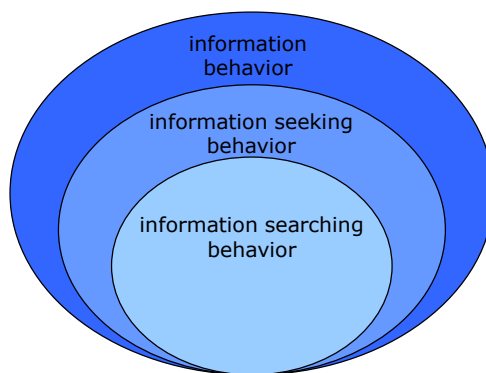 information
behavior
information seeking
behavior
information searching
behavior